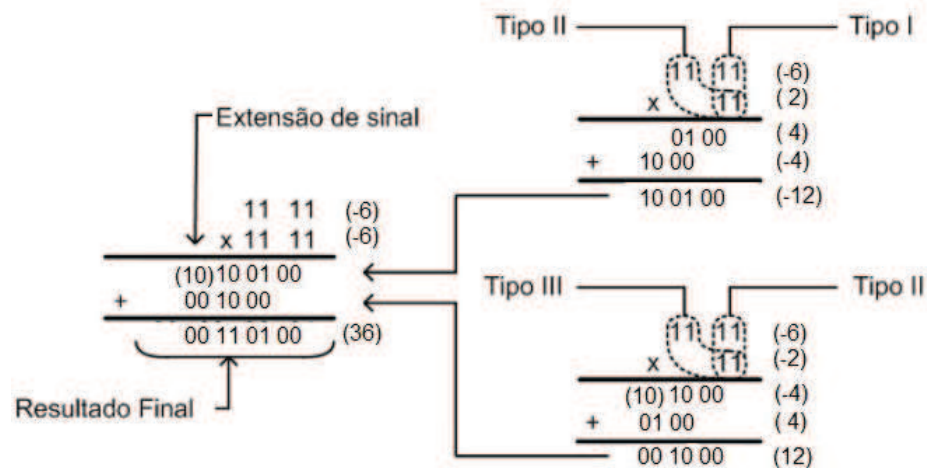 Tipo II Tipo I
11 11 (-6)
x 11 ( 2)
01 00 ( 4)
+ 10 00 (-4)
10 01 00 (-12)
Extensão de sinal
11 11 (-6)
x 11 11 (-6)
(10)10 01 00
+ 00 10 00
00 11 01 00 (36)
Resultado Final
Tipo III Tipo II
11 11 (-6)
x 11 (-2)
(10) 10 00 (-4)
+ 01 00 ( 4)
00 10 00 (12)